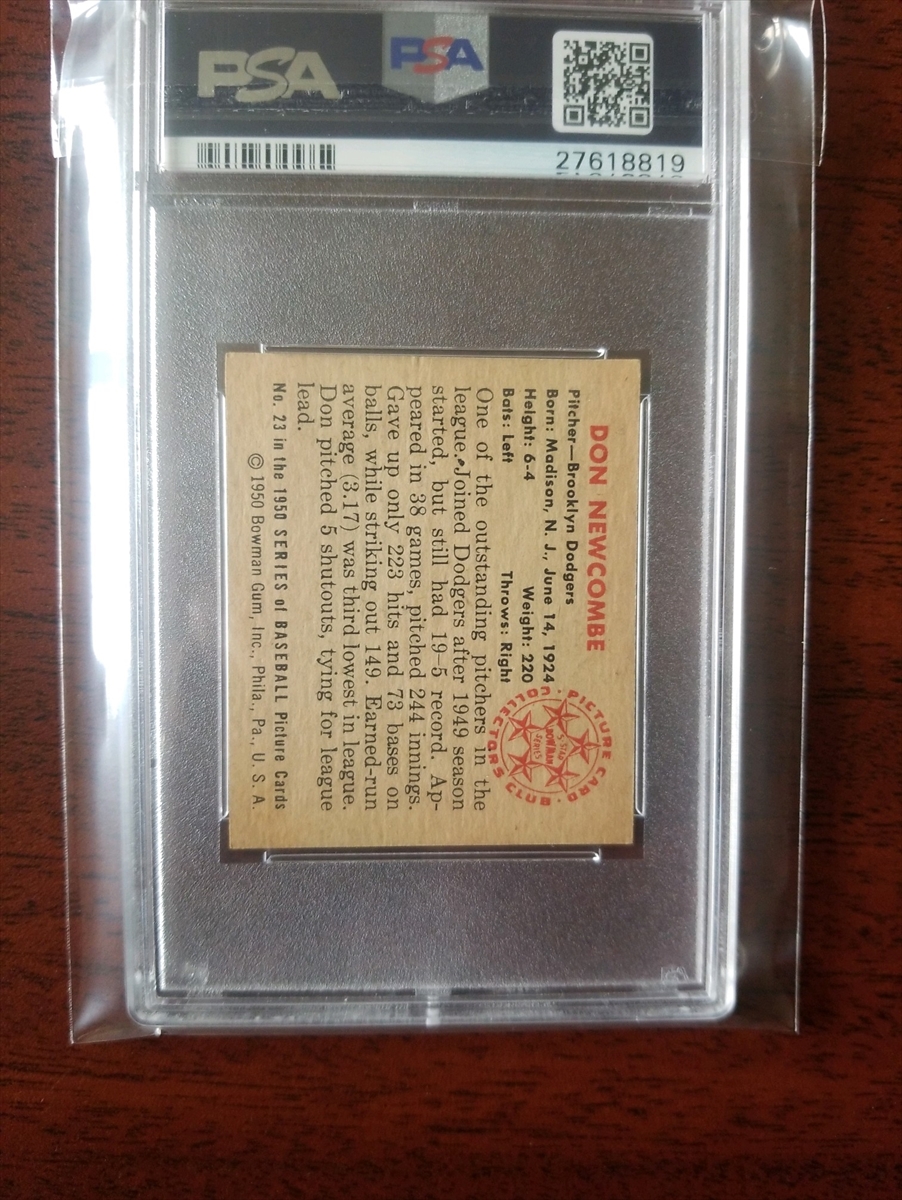 PSA
PSA
27618819
DON NEWCOMBE
Pitcher—Brooklyn Dodgers
Born: Madison, N. J., June 14, 1924
Height: 6-4 Weight: 220
Bats: Left Throws: Right
PICTURE CARD COLLECTORS CLUB
5-STAR
BOWMAN
SERIES
One of the outstanding pitchers in the
league. Joined Dodgers after 1949 season
started, but still had 19-5 record. Ap-
peared in 38 games, pitched 244 innings.
Gave up only 223 hits and 73 bases on
balls, while striking out 149. Earned-run
average (3.17) was third lowest in league.
Don pitched 5 shutouts, tying for league
lead.
No. 23 in the 1950 SERIES of BASEBALL Picture Cards
© 1950 Bowman Gum, Inc., Phila., Pa., U. S. A.